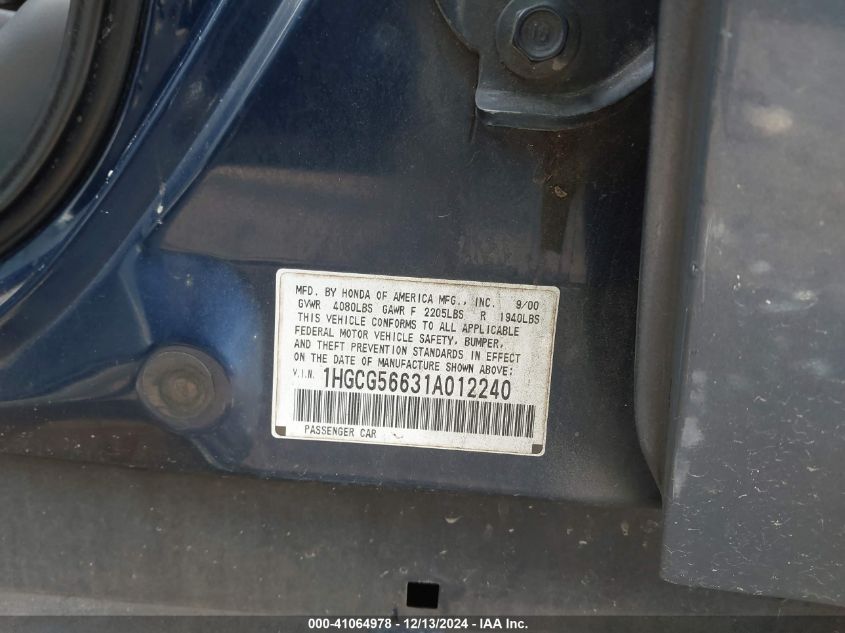 MFD. BY HONDA OF AMERICA MFG., INC. 9/00
GVWR 4080LBS GAWR F 2205LBS R 1940LBS
THIS VEHICLE CONFORMS TO ALL APPLICABLE
FEDERAL MOTOR VEHICLE SAFETY, BUMPER,
AND THEFT PREVENTION STANDARDS IN EFFECT
ON THE DATE OF MANUFACTURE SHOWN ABOVE:
V.I.N. 1HGCG56631A012240
PASSENGER CAR
000-41064978 - 12/13/2024 - IAA Inc.